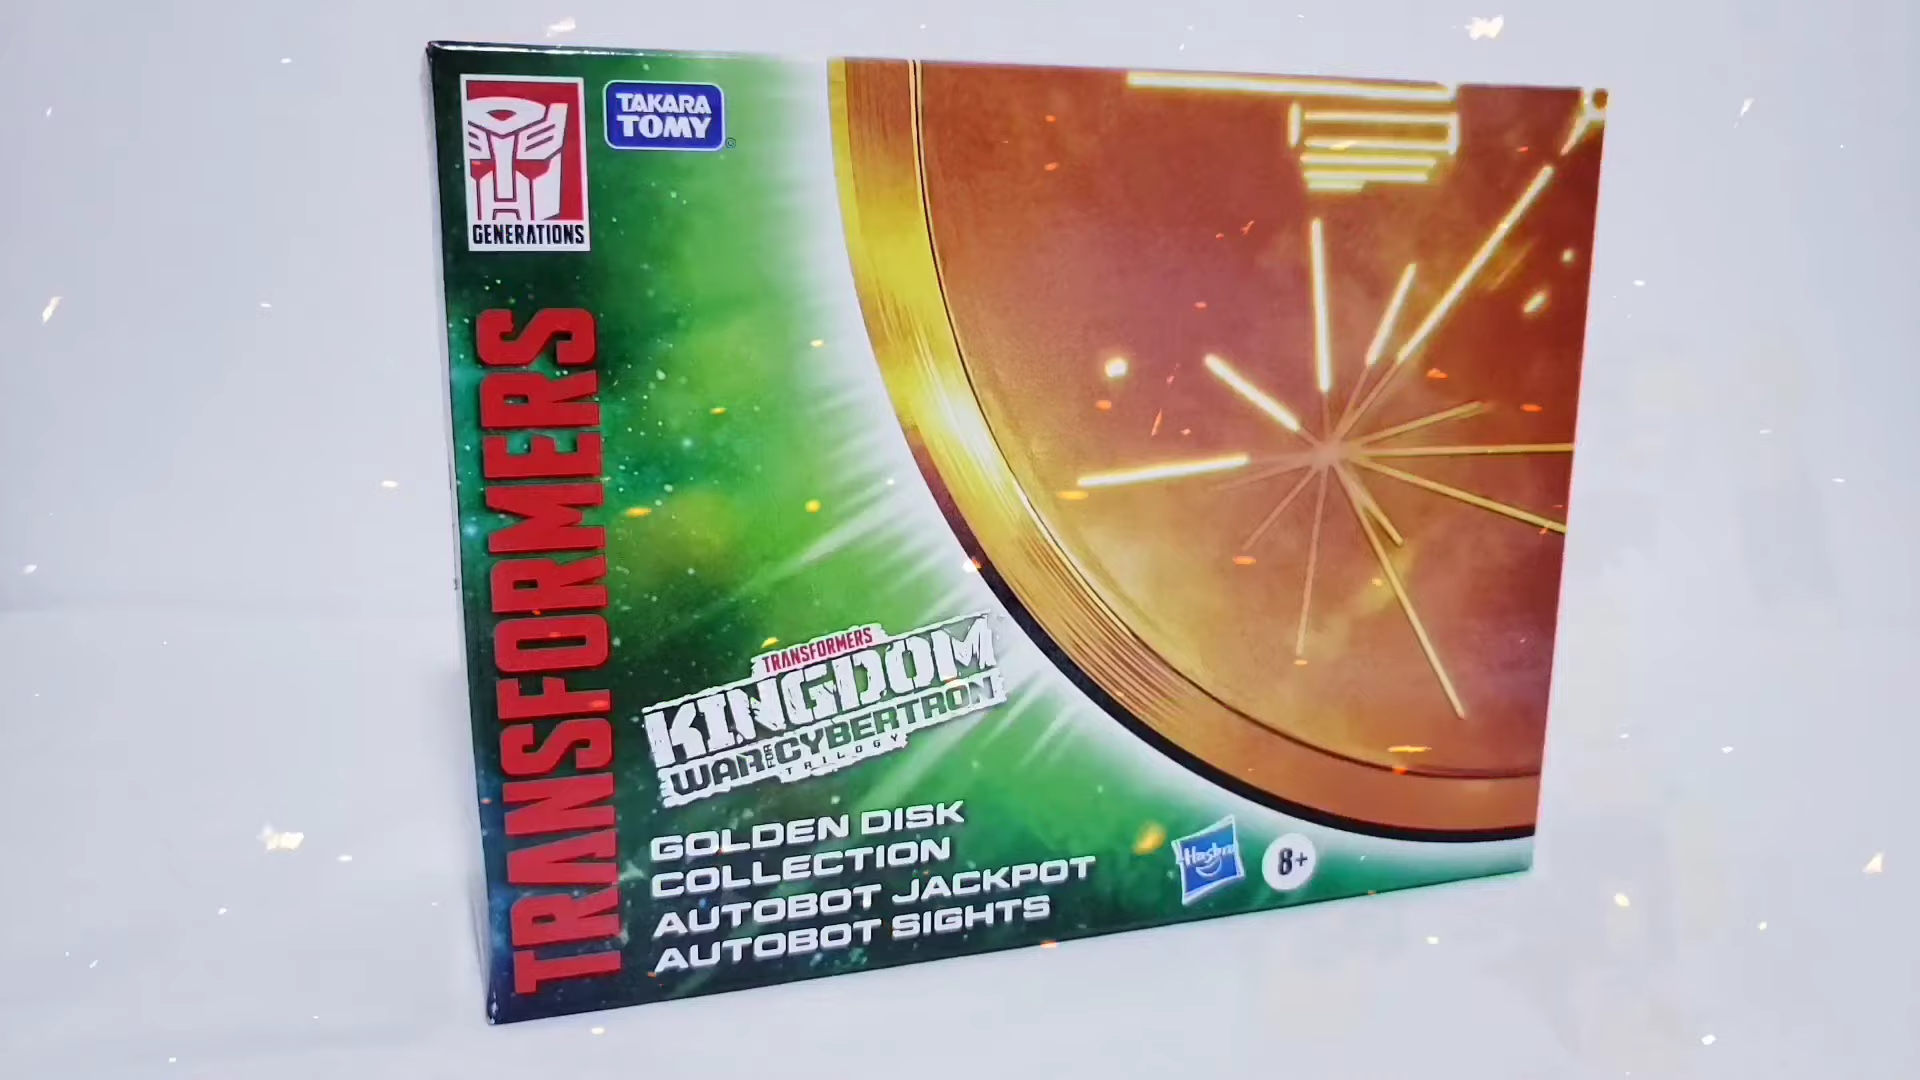 TAKARA
TOMY
GENERATIONS
TRANSFORMERS
TRANSFORMERS
KINGDOM
WAR FOR CYBERTRON
TRILOGY
GOLDEN DISK
COLLECTION
AUTOBOT JACKPOT
AUTOBOT SIGHTS
Hasbro
8+